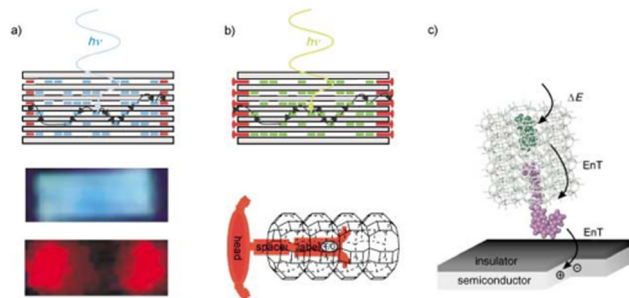 a)
hν
b)
hν
head
spacer
label
c)
ΔE
EnT
EnT
insulator
semiconductor
⊕ ⊙